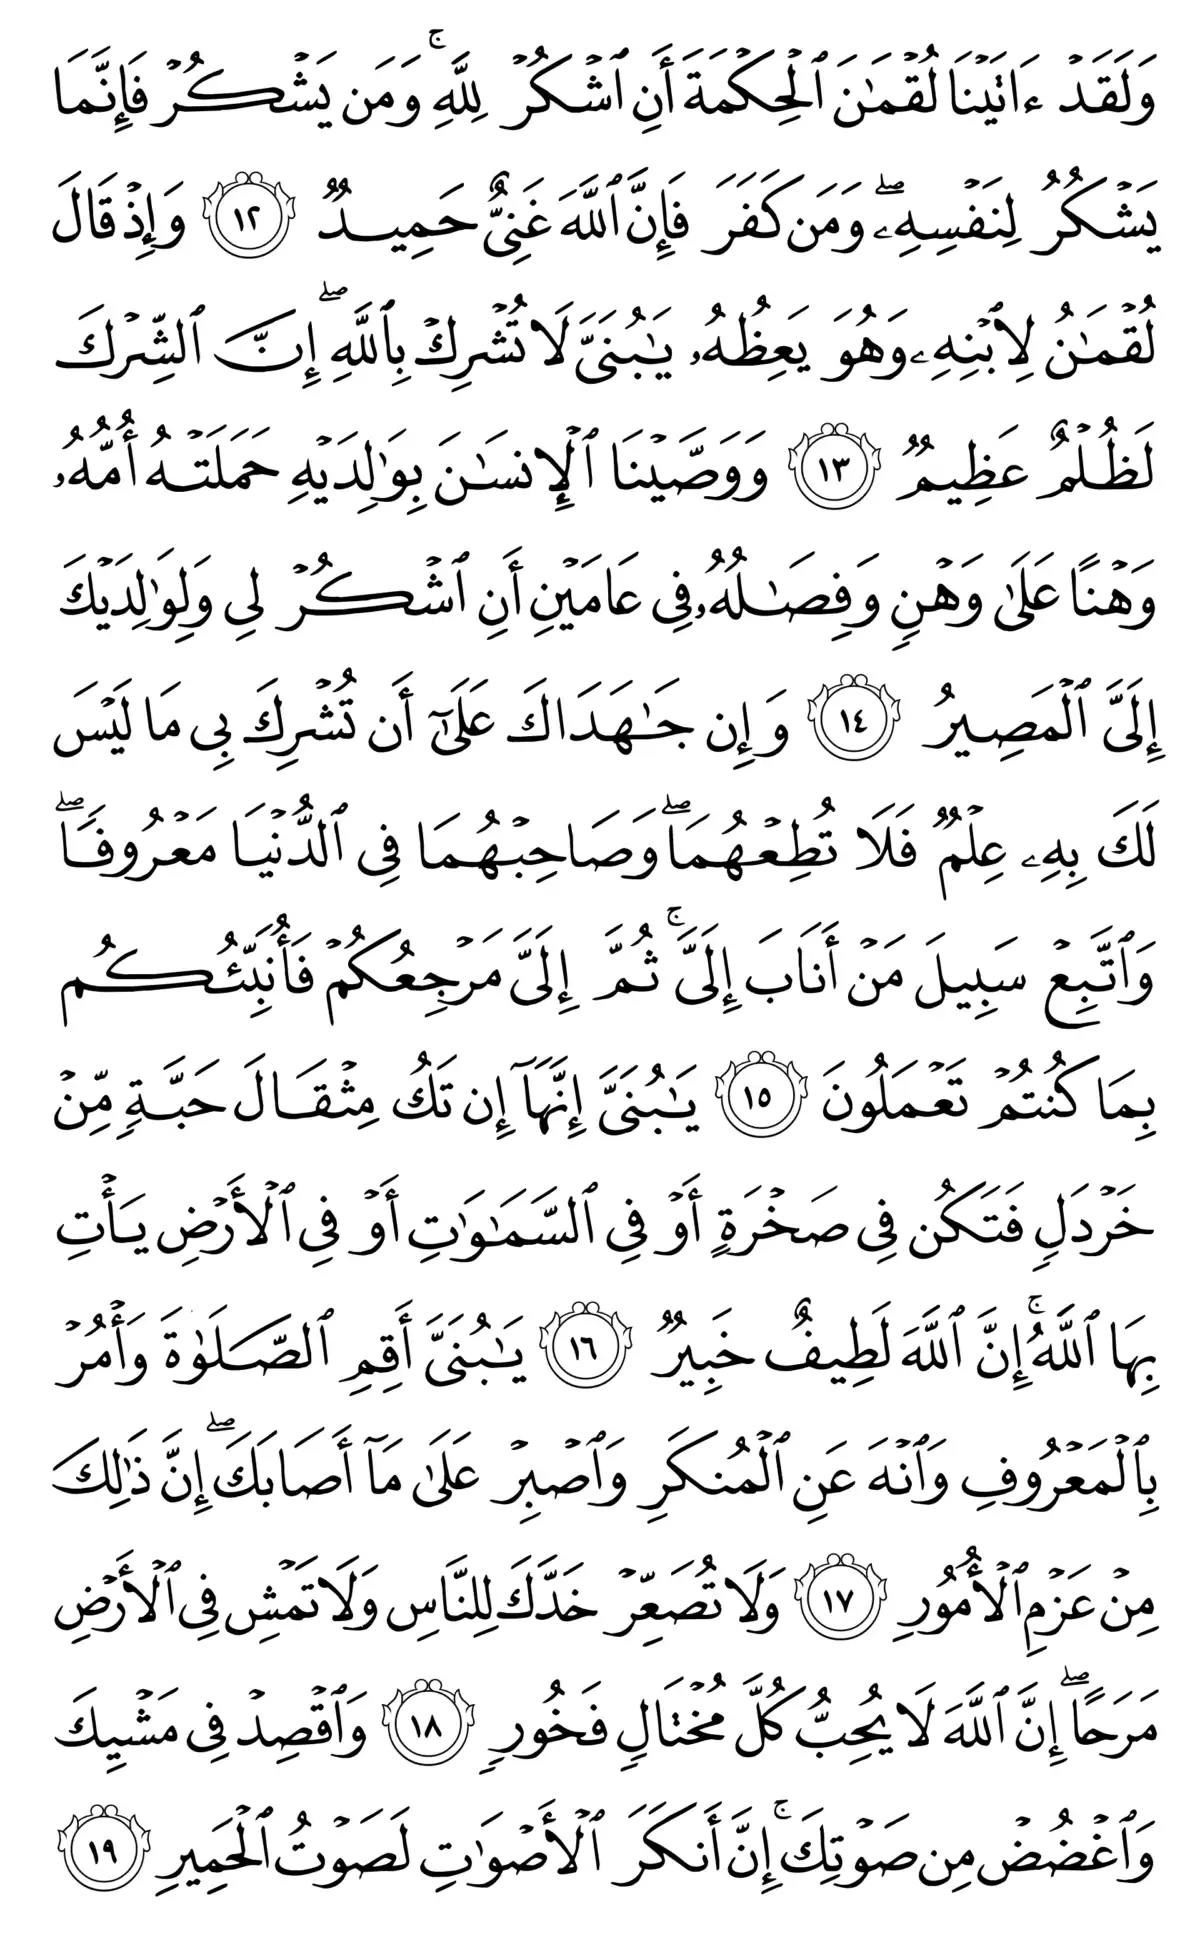 وَلَقَدۡ ءَاتَيۡنَا لُقۡمَٰنَ ٱلۡحِكۡمَةَ أَنِ ٱشۡكُرۡ لِلَّهِۚ وَمَن يَشۡكُرۡ فَإِنَّمَا
يَشۡكُرُ لِنَفۡسِهِۦۖ وَمَن كَفَرَ فَإِنَّ ٱللَّهَ غَنِيٌّ حَمِيدٞ ١٢ وَإِذۡ قَالَ
لُقۡمَٰنُ لِٱبۡنِهِۦ وَهُوَ يَعِظُهُۥ يَٰبُنَيَّ لَا تُشۡرِكۡ بِٱللَّهِۖ إِنَّ ٱلشِّرۡكَ
لَظُلۡمٌ عَظِيمٞ ١٣ وَوَصَّيۡنَا ٱلۡإِنسَٰنَ بِوَٰلِدَيۡهِ حَمَلَتۡهُ أُمُّهُۥ
وَهۡنًا عَلَىٰ وَهۡنٖ وَفِصَٰلُهُۥ فِي عَامَيۡنِ أَنِ ٱشۡكُرۡ لِي وَلِوَٰلِدَيۡكَ
إِلَيَّ ٱلۡمَصِيرُ ١٤ وَإِن جَٰهَدَاكَ عَلَىٰٓ أَن تُشۡرِكَ بِي مَا لَيۡسَ
لَكَ بِهِۦ عِلۡمٞ فَلَا تُطِعۡهُمَاۖ وَصَاحِبۡهُمَا فِي ٱلدُّنۡيَا مَعۡرُوفٗاۖ
وَٱتَّبِعۡ سَبِيلَ مَنۡ أَنَابَ إِلَيَّۚ ثُمَّ إِلَيَّ مَرۡجِعُكُمۡ فَأُنَبِّئُكُم
بِمَا كُنتُمۡ تَعۡمَلُونَ ١٥ يَٰبُنَيَّ إِنَّهَآ إِن تَكُ مِثۡقَالَ حَبَّةٖ مِّنۡ
خَرۡدَلٖ فَتَكُن فِي صَخۡرَةٍ أَوۡ فِي ٱلسَّمَٰوَٰتِ أَوۡ فِي ٱلۡأَرۡضِ يَأۡتِ
بِهَا ٱللَّهُۚ إِنَّ ٱللَّهَ لَطِيفٌ خَبِيرٞ ١٦ يَٰبُنَيَّ أَقِمِ ٱلصَّلَوٰةَ وَأۡمُرۡ
بِٱلۡمَعۡرُوفِ وَٱنۡهَ عَنِ ٱلۡمُنكَرِ وَٱصۡبِرۡ عَلَىٰ مَآ أَصَابَكَۖ إِنَّ ذَٰلِكَ
مِنۡ عَزۡمِ ٱلۡأُمُورِ ١٧ وَلَا تُصَعِّرۡ خَدَّكَ لِلنَّاسِ وَلَا تَمۡشِ فِي ٱلۡأَرۡضِ
مَرَحًاۖ إِنَّ ٱللَّهَ لَا يُحِبُّ كُلَّ مُخۡتَالٖ فَخُورٖ ١٨ وَٱقۡصِدۡ فِي مَشۡيِكَ
وَٱغۡضُضۡ مِن صَوۡتِكَۚ إِنَّ أَنكَرَ ٱلۡأَصۡوَٰتِ لَصَوۡتُ ٱلۡحَمِيرِ ١٩